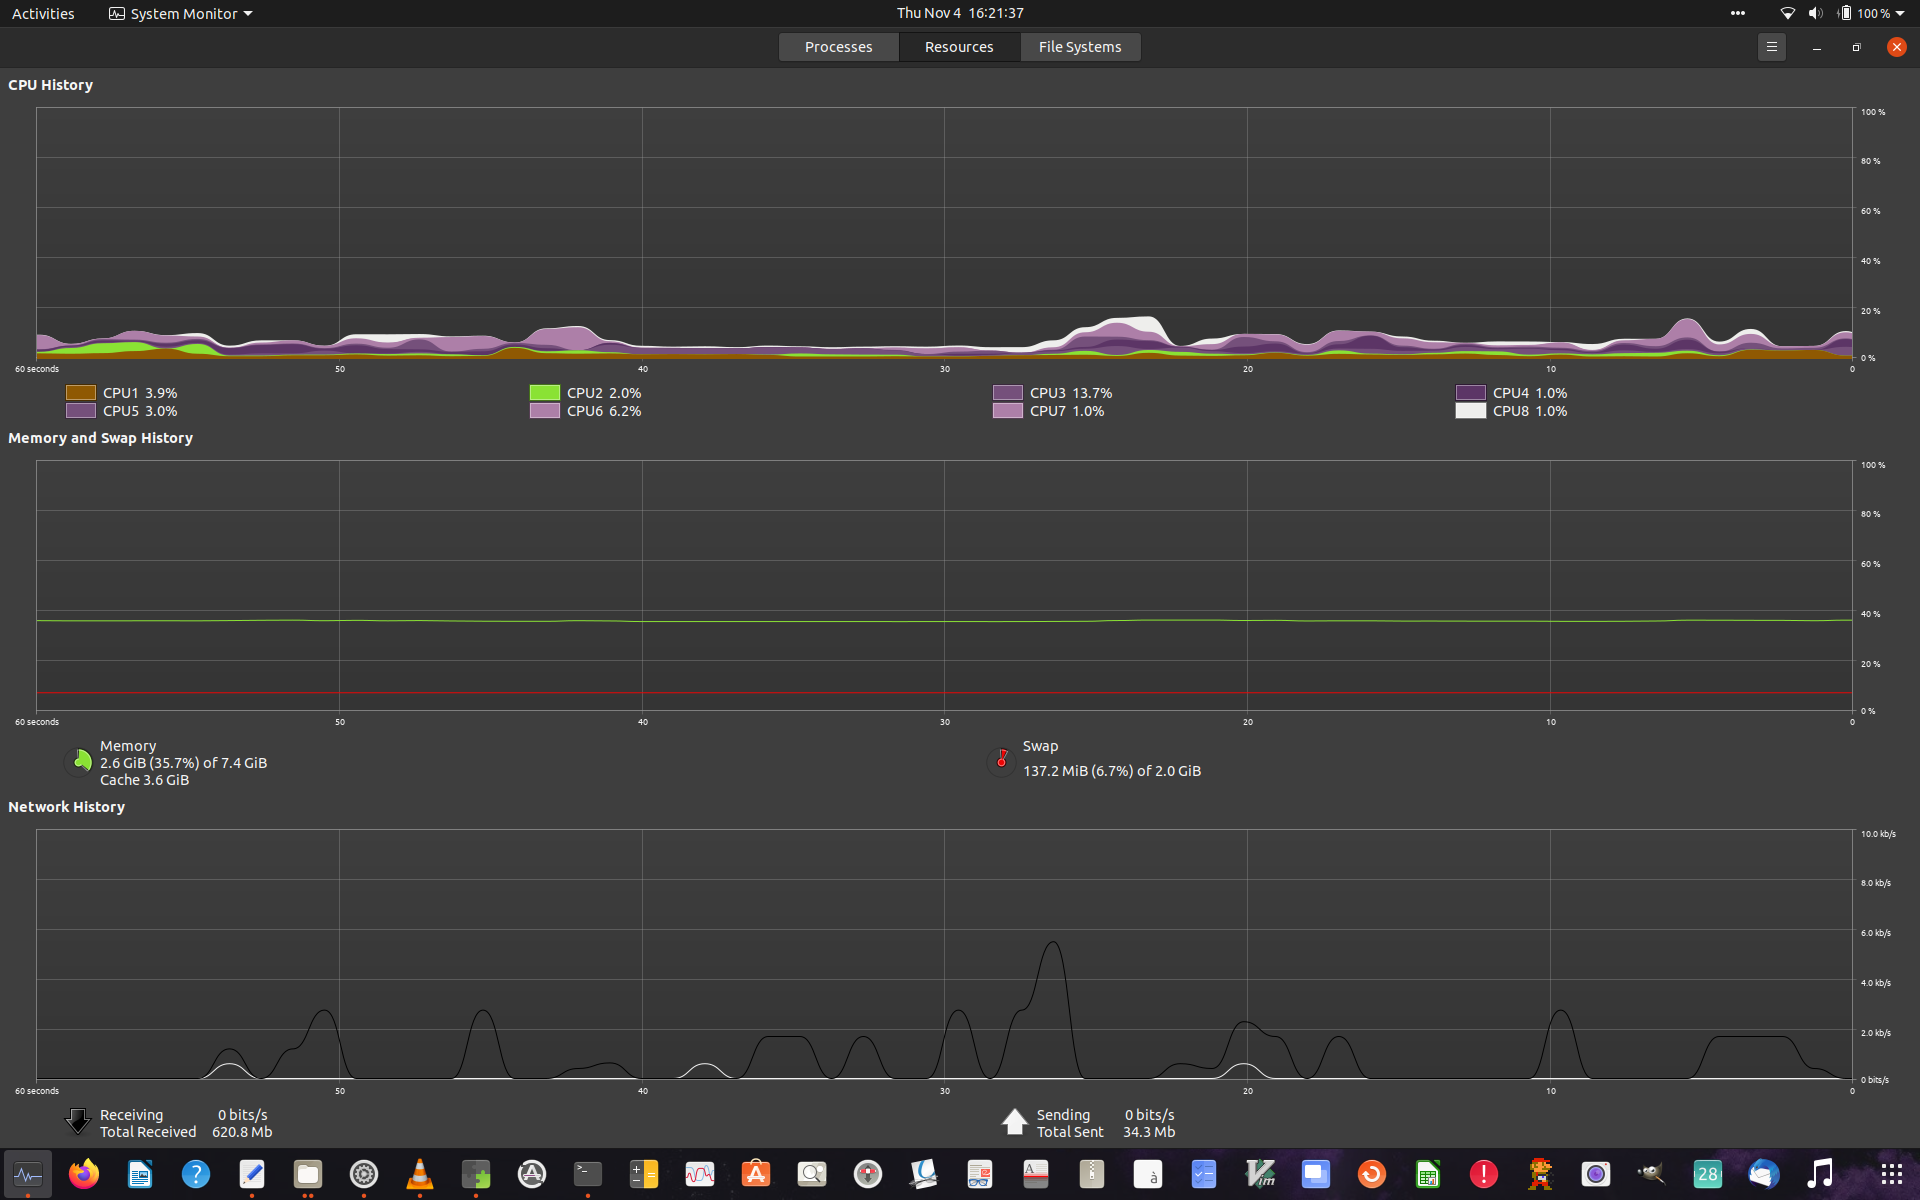 Activities System Monitor Thu Nov 4 16:21:37 100 %
Processes Resources File Systems
CPU History
100 %
80 %
60 %
40 %
20 %
0 %
60 seconds 50 40 30 20 10 0
CPU1 3.9% CPU2 2.0% CPU3 13.7% CPU4 1.0%
CPU5 3.0% CPU6 6.2% CPU7 1.0% CPU8 1.0%
Memory and Swap History
100 %
80 %
60 %
40 %
20 %
0 %
60 seconds 50 40 30 20 10 0
Memory
2.6 GiB (35.7%) of 7.4 GiB
Cache 3.6 GiB
Swap
137.2 MiB (6.7%) of 2.0 GiB
Network History
10.0 kb/s
8.0 kb/s
6.0 kb/s
4.0 kb/s
2.0 kb/s
0 bits/s
60 seconds 50 40 30 20 10 0
Receiving 0 bits/s
Total Received 620.8 Mb
Sending 0 bits/s
Total Sent 34.3 Mb
? >_ A A à Vim ! 28